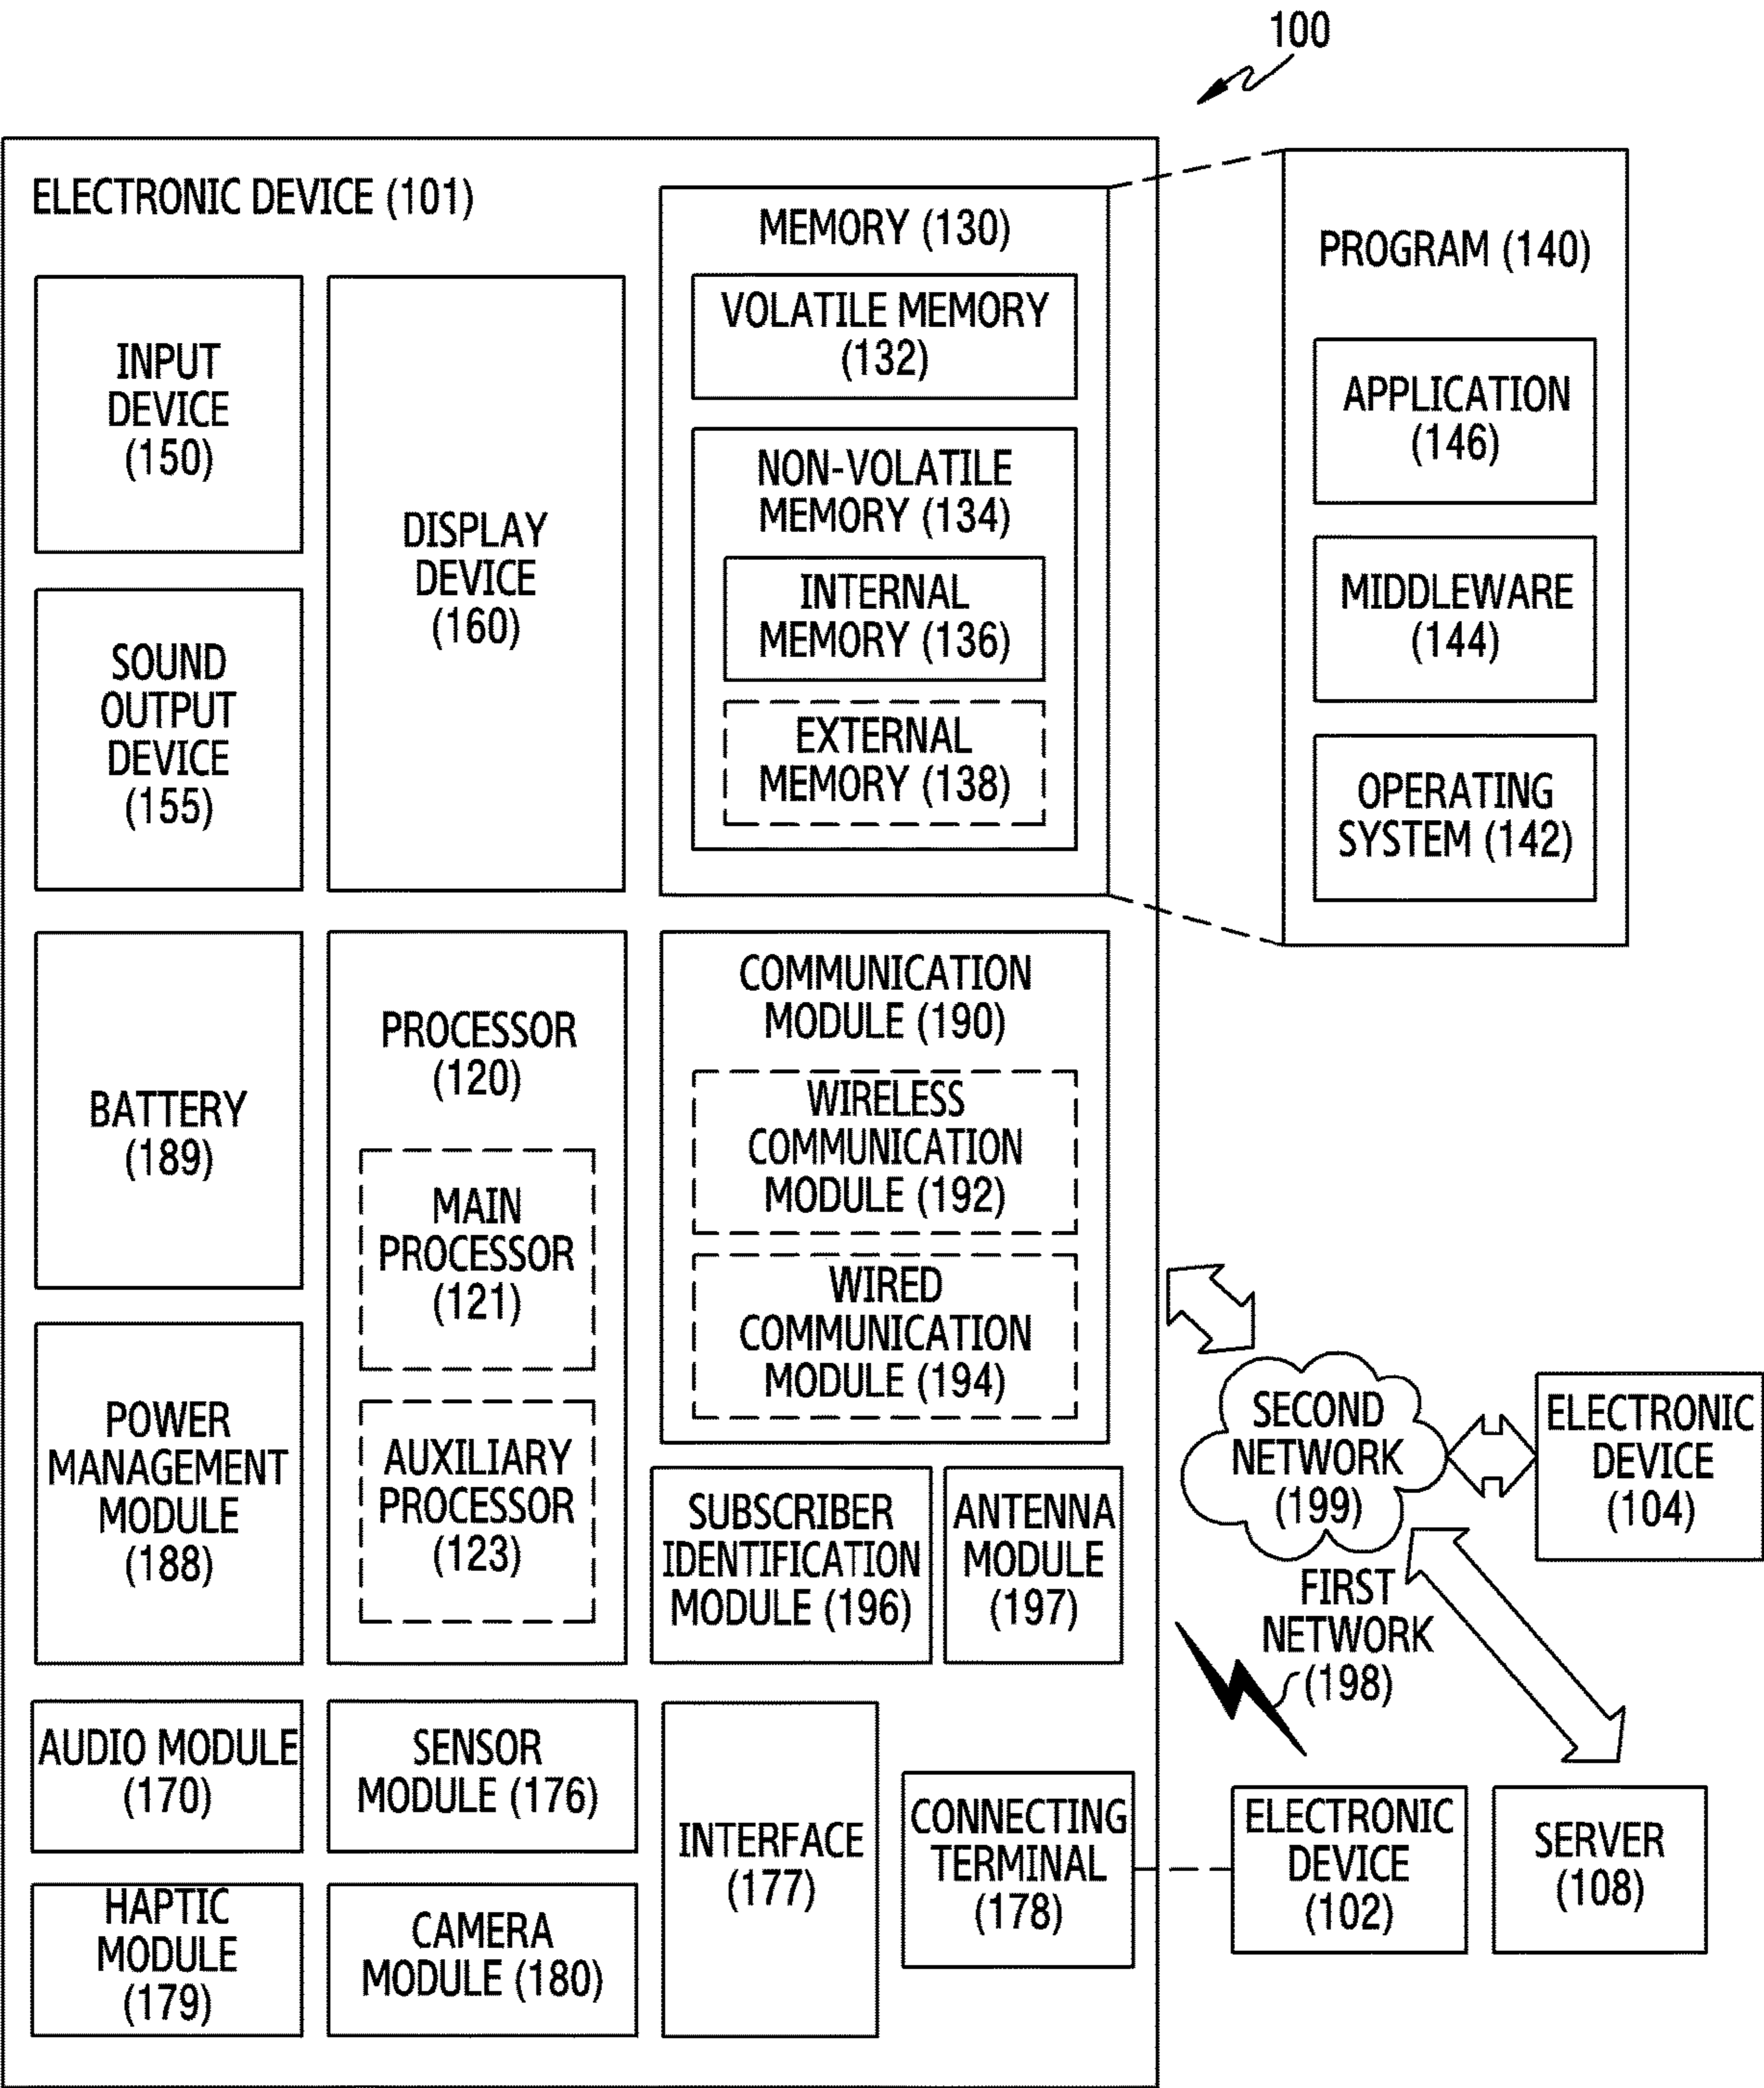 100
ELECTRONIC DEVICE (101)
INPUT
DEVICE
(150)
SOUND
OUTPUT
DEVICE
(155)
DISPLAY
DEVICE
(160)
MEMORY (130)
VOLATILE MEMORY
(132)
NON-VOLATILE
MEMORY (134)
INTERNAL
MEMORY (136)
EXTERNAL
MEMORY (138)
PROGRAM (140)
APPLICATION
(146)
MIDDLEWARE
(144)
OPERATING
SYSTEM (142)
BATTERY
(189)
POWER
MANAGEMENT
MODULE
(188)
PROCESSOR
(120)
MAIN
PROCESSOR
(121)
AUXILIARY
PROCESSOR
(123)
COMMUNICATION
MODULE (190)
WIRELESS
COMMUNICATION
MODULE (192)
WIRED
COMMUNICATION
MODULE (194)
SUBSCRIBER
IDENTIFICATION
MODULE (196)
ANTENNA
MODULE
(197)
SECOND
NETWORK
(199)
ELECTRONIC
DEVICE
(104)
FIRST
NETWORK
(198)
AUDIO MODULE
(170)
SENSOR
MODULE (176)
HAPTIC
MODULE
(179)
CAMERA
MODULE (180)
INTERFACE
(177)
CONNECTING
TERMINAL
(178)
ELECTRONIC
DEVICE
(102)
SERVER
(108)